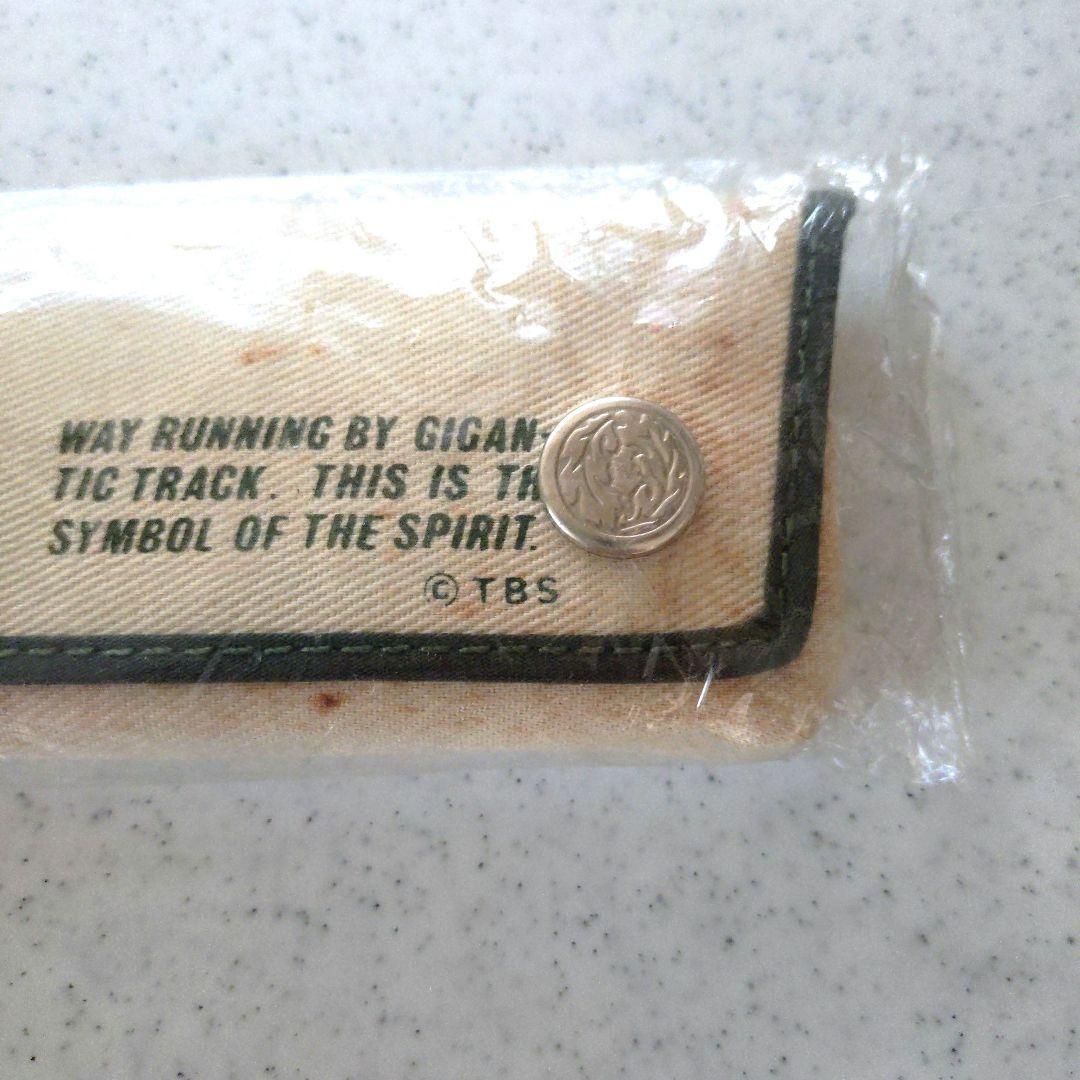 WAY RUNNING BY GIGAN-
TIC TRACK. THIS IS TH
SYMBOL OF THE SPIRIT.
© TBS